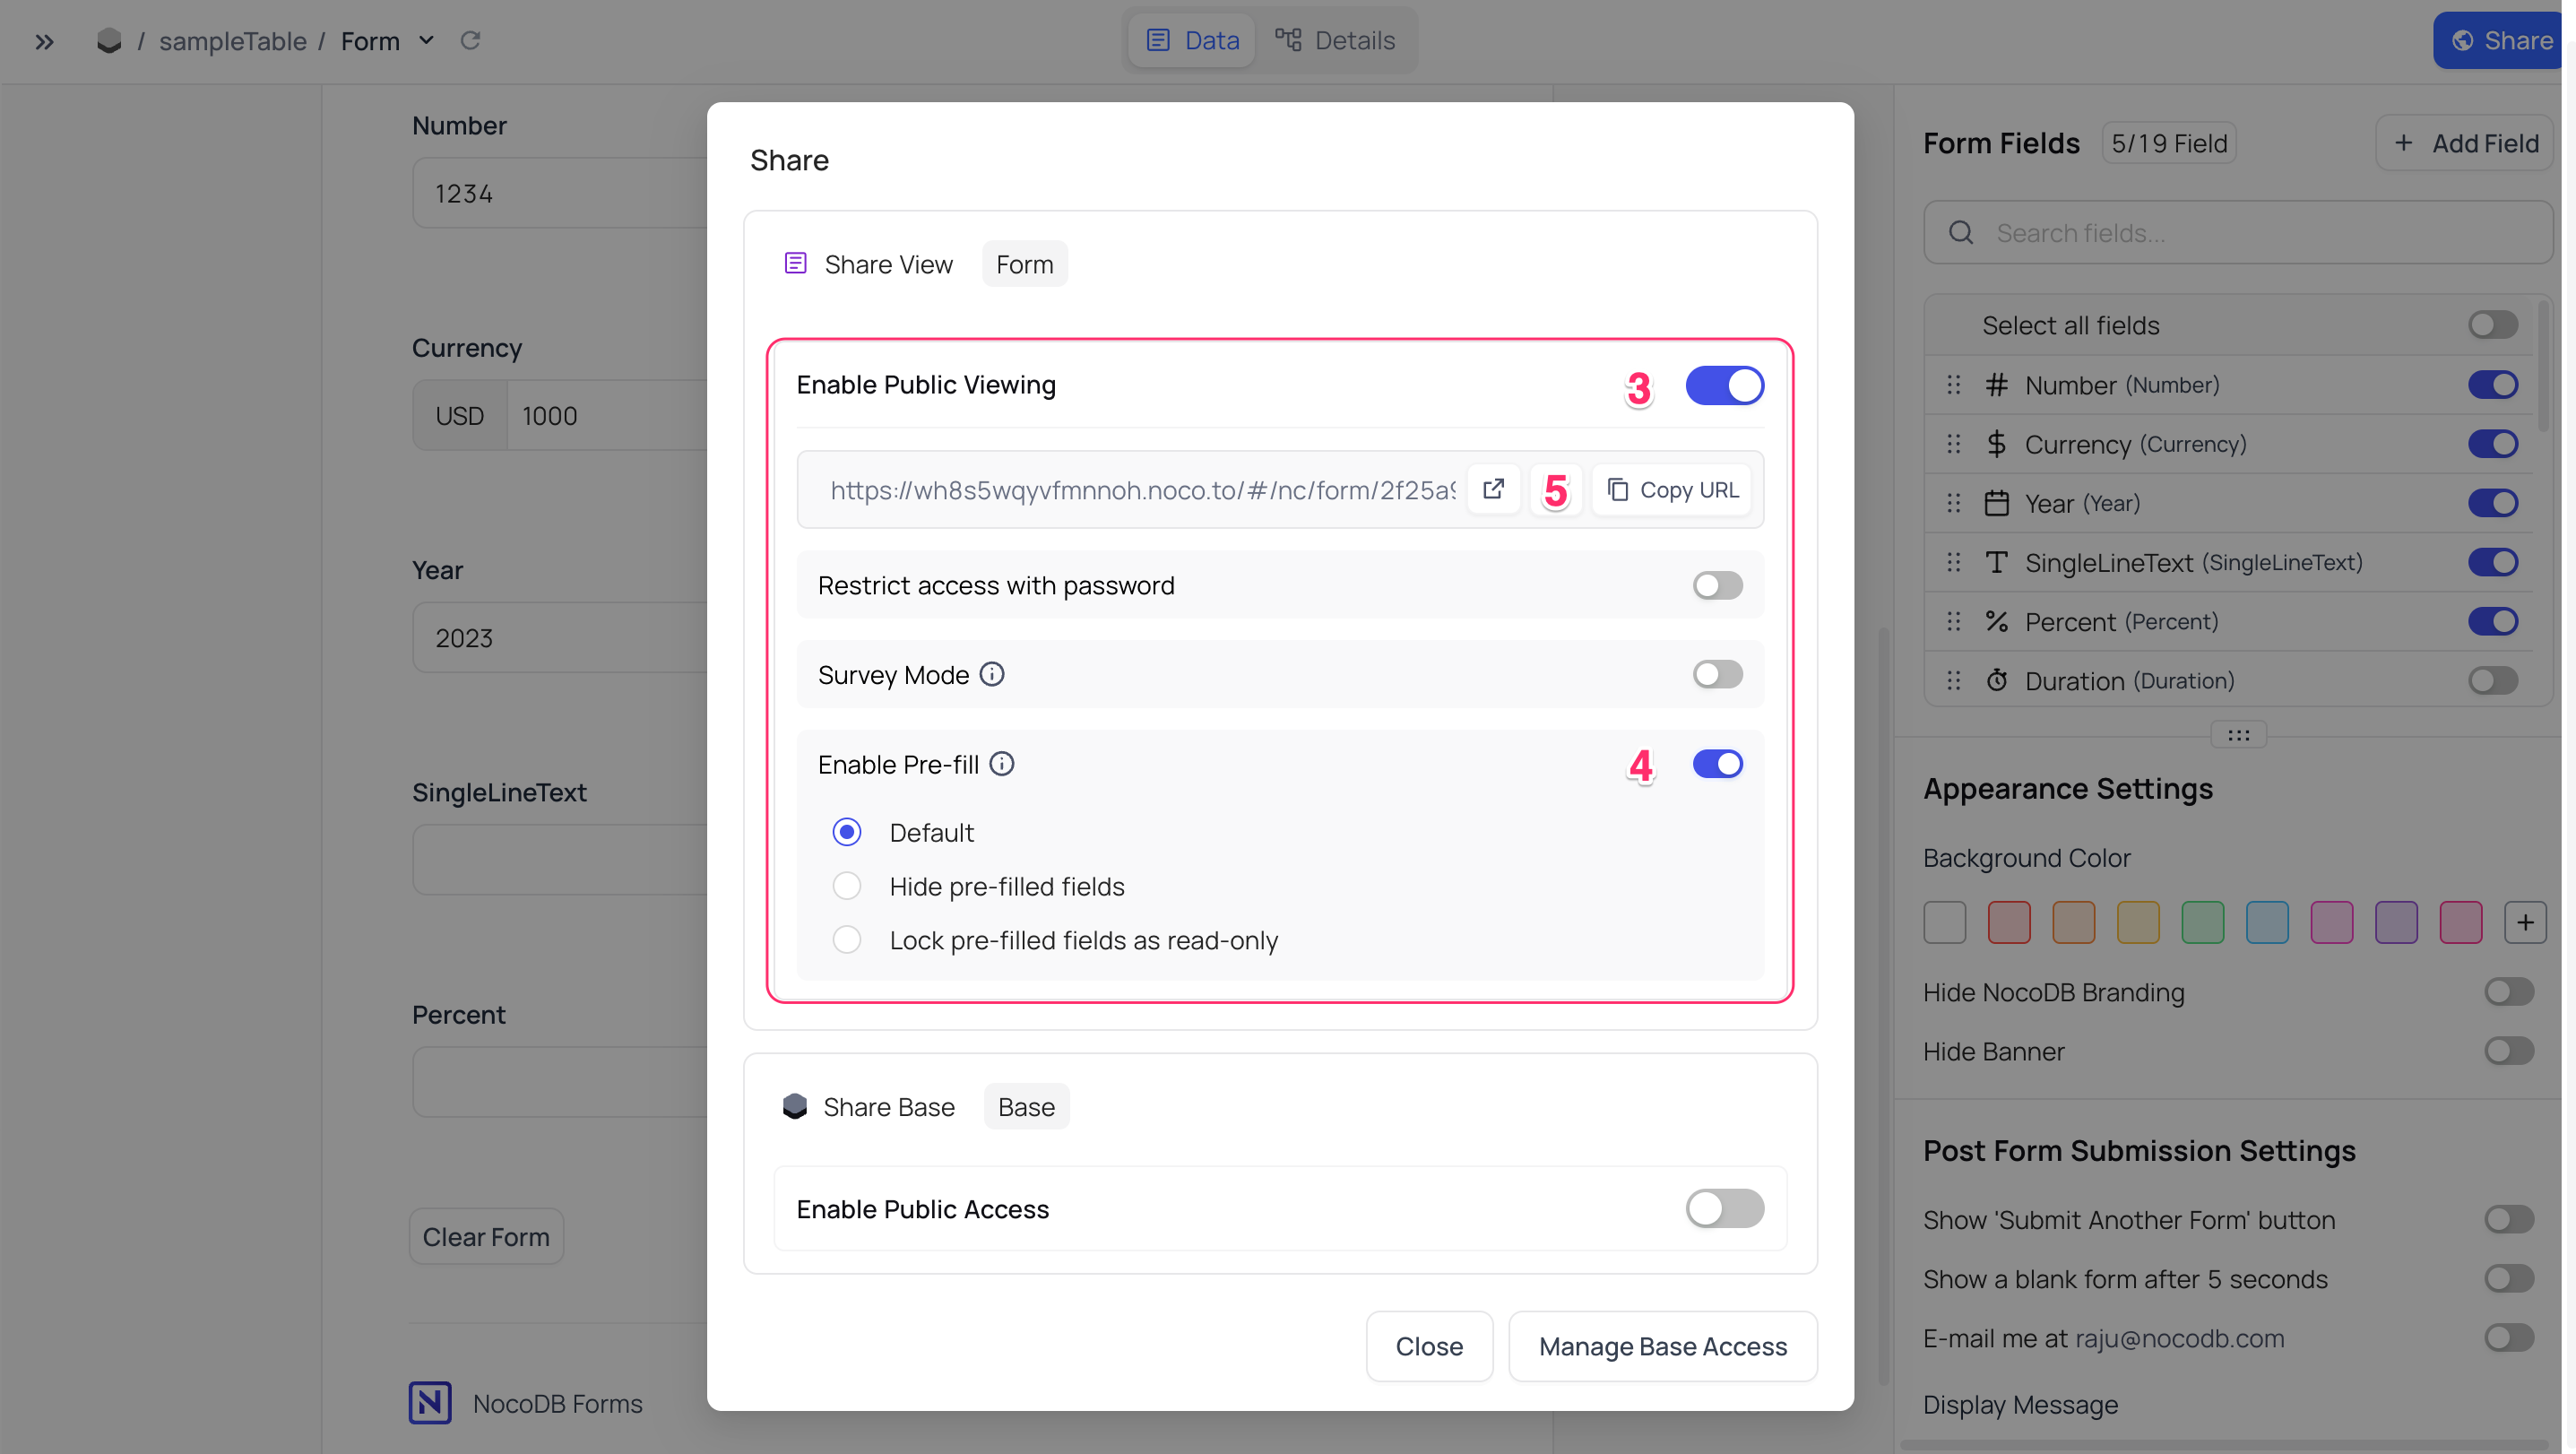 / sampleTable / Form
Data
Details
Share
Number
1234
Currency
USD 1000
Year
2023
SingleLineText
Percent
Clear Form
NocoDB Forms
Share
Share View Form
Enable Public Viewing 3
https://wh8s5wqyvfmnnoh.noco.to/#/nc/form/2f25a9 5 Copy URL
Restrict access with password
Survey Mode
Enable Pre-fill 4
Default
Hide pre-filled fields
Lock pre-filled fields as read-only
Share Base Base
Enable Public Access
Close Manage Base Access
Form Fields 5/19 Field + Add Field
Search fields...
Select all fields
Number (Number)
Currency (Currency)
Year (Year)
SingleLineText (SingleLineText)
Percent (Percent)
Duration (Duration)
Appearance Settings
Background Color
Hide NocoDB Branding
Hide Banner
Post Form Submission Settings
Show 'Submit Another Form' button
Show a blank form after 5 seconds
E-mail me at raju@nocodb.com
Display Message